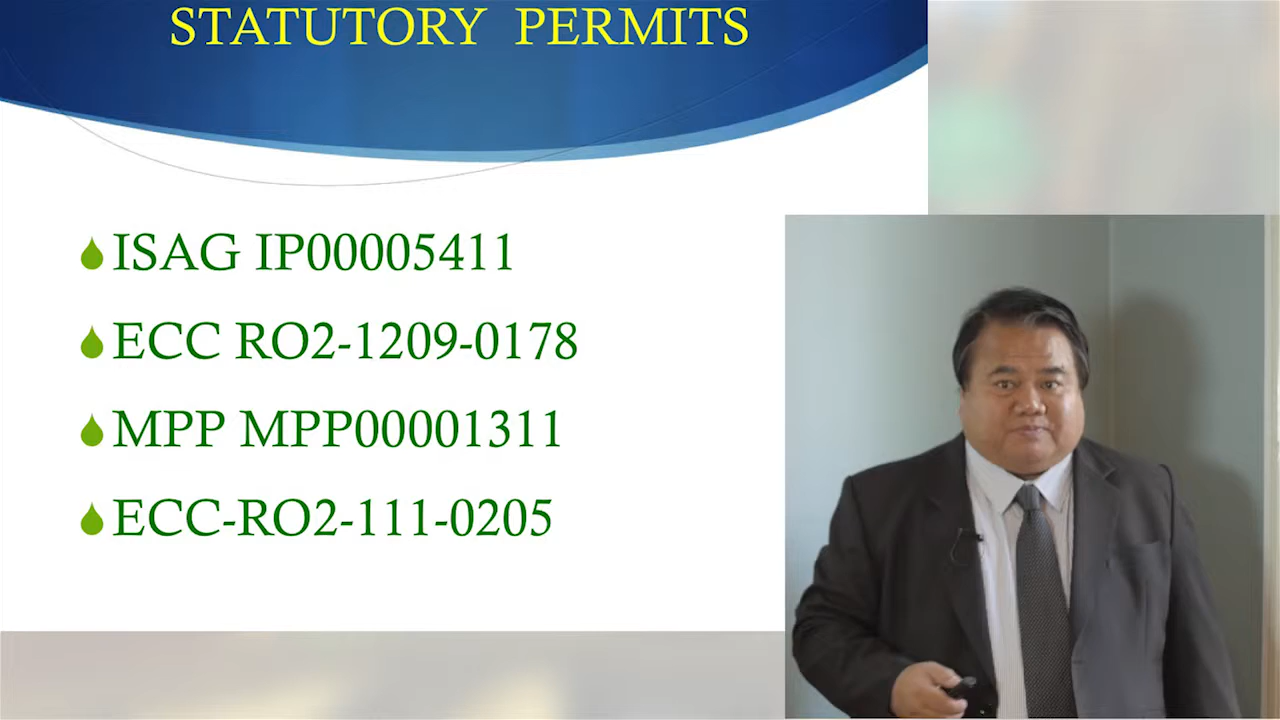 STATUTORY PERMITS
ISAG IP00005411
ECC RO2-1209-0178
MPP MPP00001311
ECC-RO2-111-0205